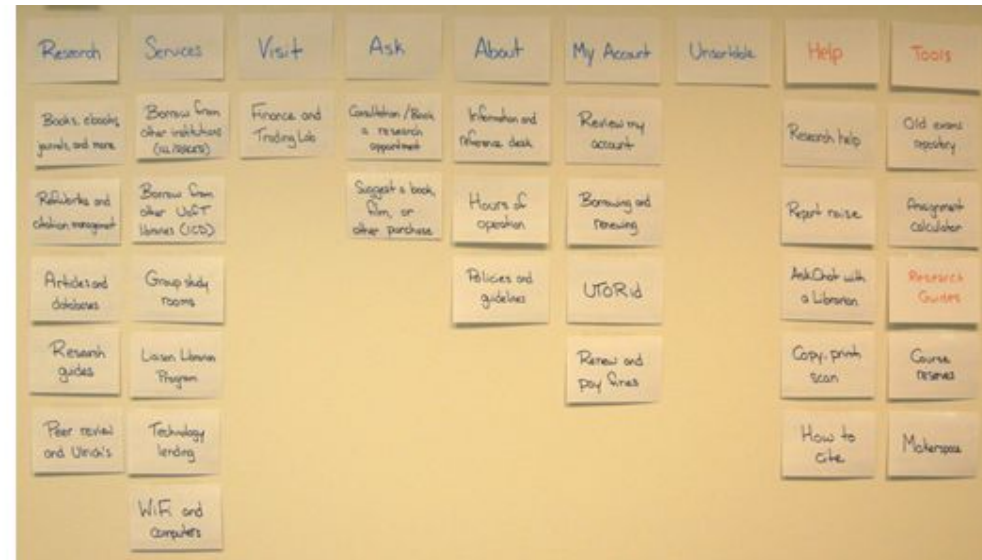 Research
Services
Visit
Ask
About
My Account
Unsortable
Help
Tools
Books, ebooks,
journals, and more
RefWorks and
citation management
Articles and
databases
Research
guides
Peer review
and Ulrich's
Borrow from
other institutions
Borrow from
other UofT
libraries (ICD)
Group study
rooms
Liaison Librarian
Program
Technology
lending
WiFi and
computers
Finance and
Trading Lab
Consultation / Book
a research
appointment
Suggest a book,
film, or
other purchase
Information and
reference desk
Hours of
operation
Policies and
guidelines
Review my
account
Borrowing and
renewing
UTORid
Renew and
pay fines
Research help
Report noise
Ask/Chat with
a Librarian
Copy, print
scan
How to
cite
Old exams
repository
Assignment
calculator
Research
Guides
Course
reserves
Makerspace